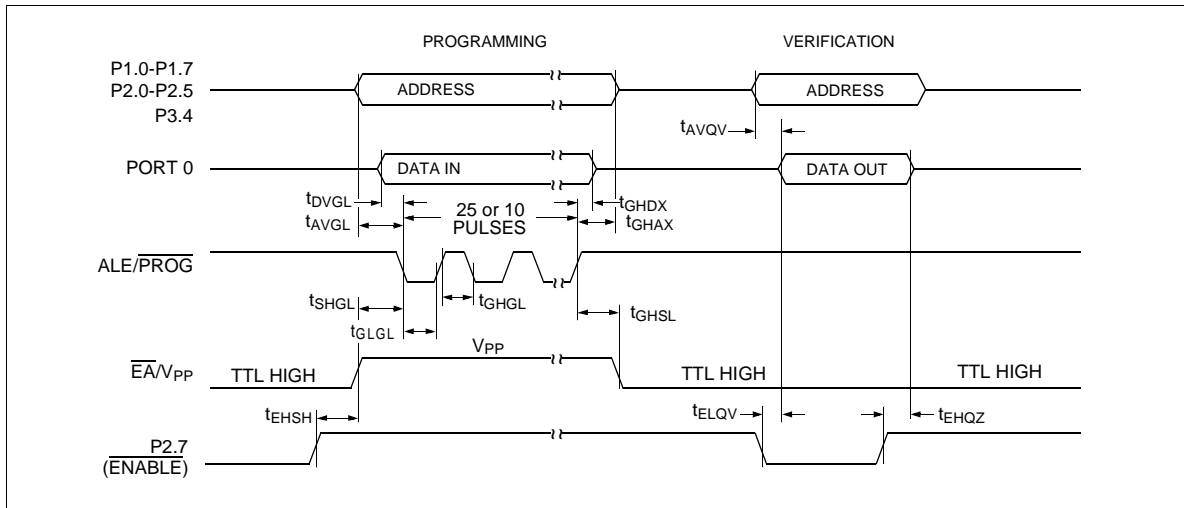 PROGRAMMING
VERIFICATION
P1.0-P1.7
P2.0-P2.5
P3.4
ADDRESS
ADDRESS
tAVQV
PORT 0
DATA IN
DATA OUT
tDVGL
tAVGL
25 or 10
PULSES
tGHDX
tGHAX
ALE/PROG
tSHGL
tGLGL
tGHGL
tGHSL
VPP
EA/VPP
TTL HIGH
TTL HIGH
TTL HIGH
tEHSH
tELQV
tEHQZ
P2.7
(ENABLE)